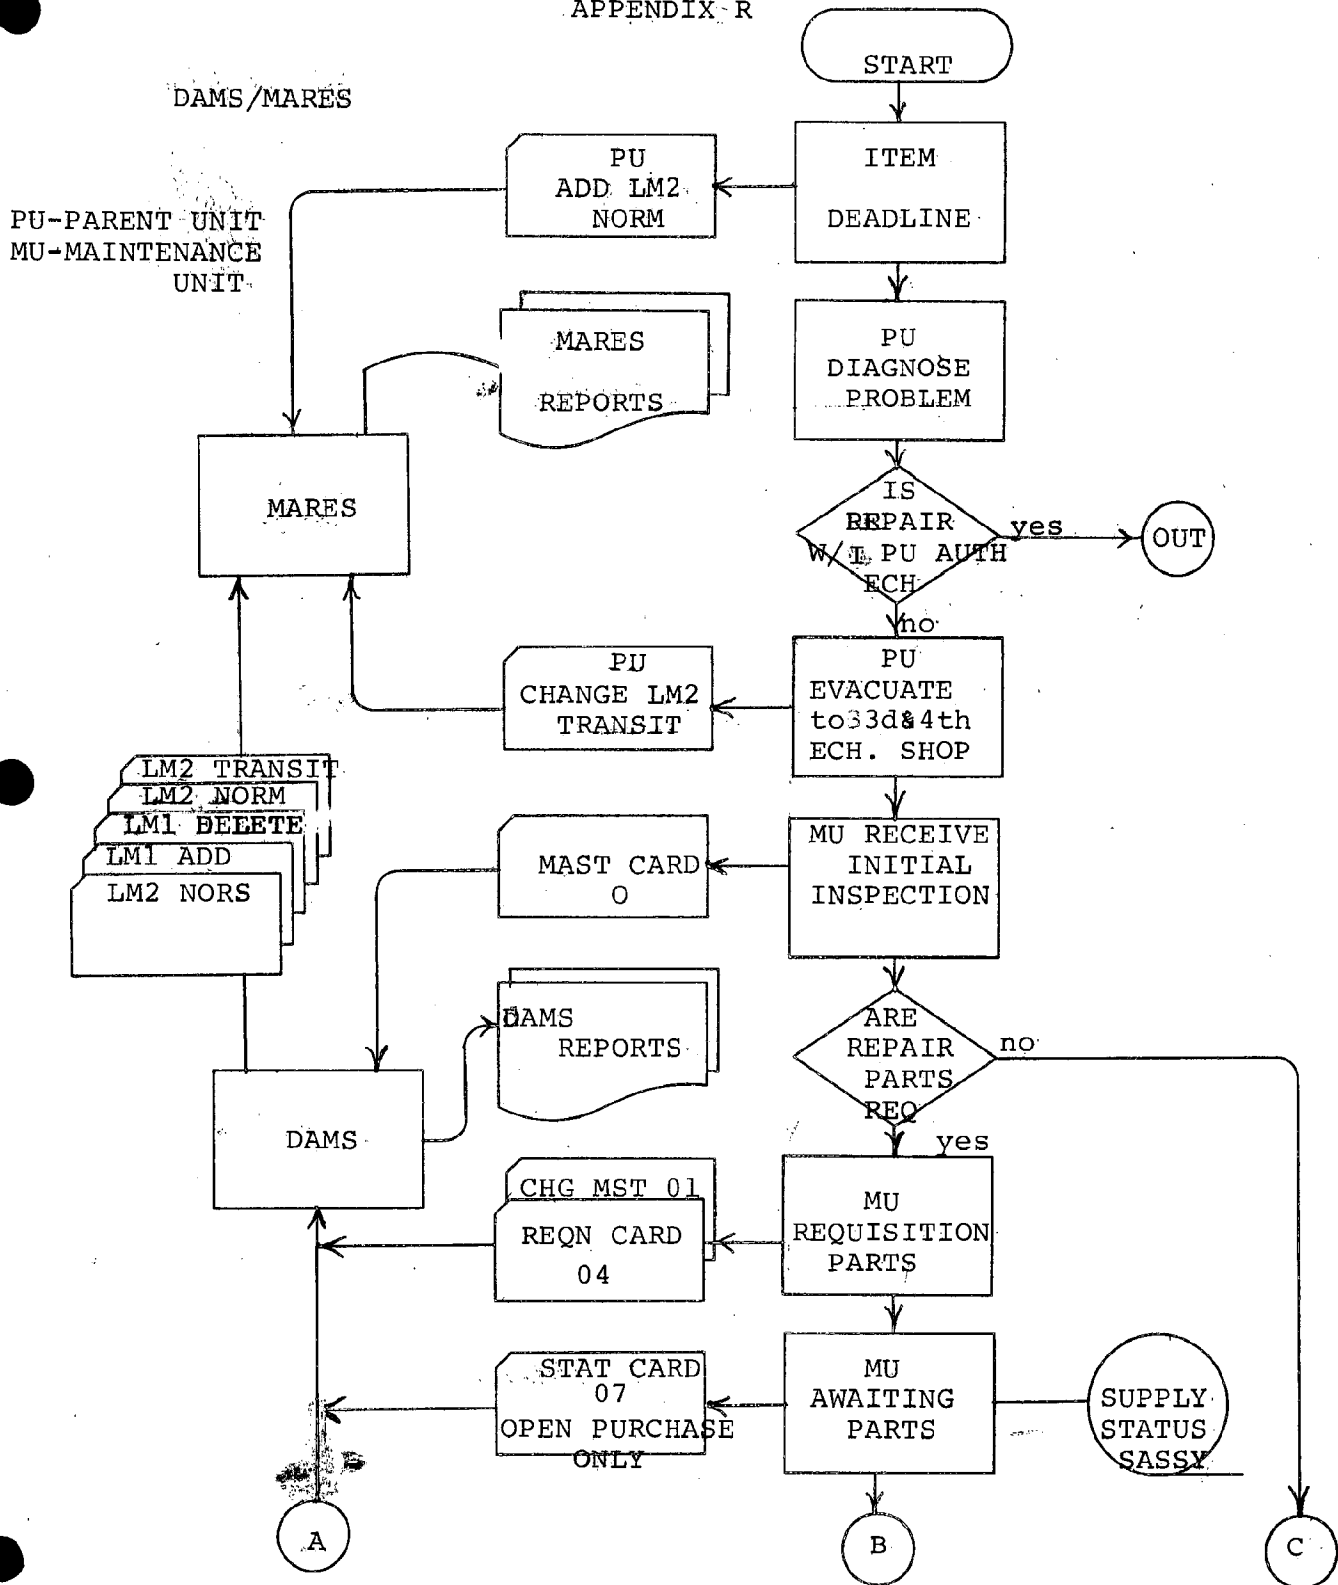 APPENDIX R
START
DAMS/MARES
PU
ADD LM2
NORM
ITEM
DEADLINE
PU-PARENT UNIT
MU-MAINTENANCE
UNIT
MARES
REPORTS
PU
DIAGNOSE
PROBLEM
MARES
IS
REPAIR
W/I PU AUTH
ECH
yes
OUT
no
PU
CHANGE LM2
TRANSIT
PU
EVACUATE
to33d&4th
ECH. SHOP
LM2 TRANSIT
LM2 NORM
LM1 DELETE
LM1 ADD
LM2 NORS
MAST CARD
O
MU RECEIVE
INITIAL
INSPECTION
DAMS
REPORTS
ARE
REPAIR
PARTS
REQ
no
yes
DAMS
CHG MST 01
REQN CARD
04
MU
REQUISITION
PARTS
STAT CARD
07
OPEN PURCHASE
ONLY
MU
AWAITING
PARTS
SUPPLY
STATUS
SASSY
A
B
C